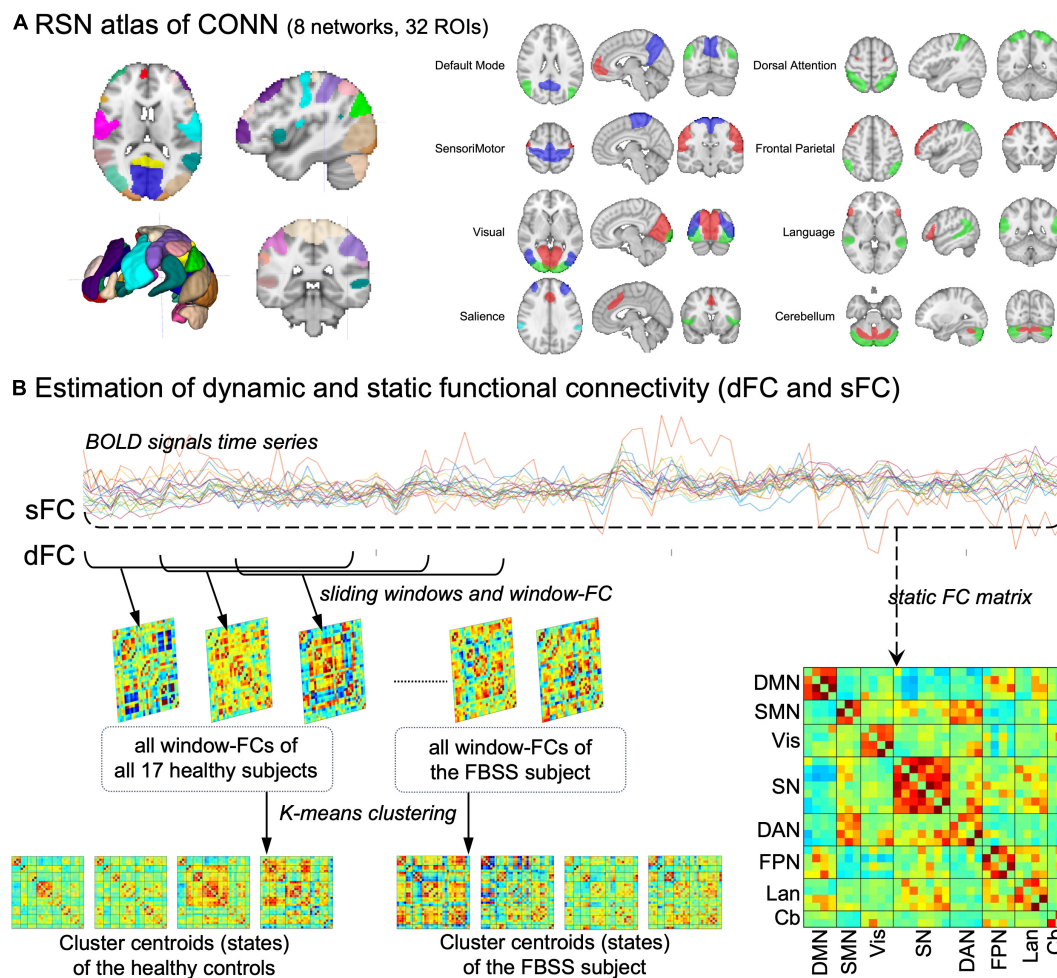 A RSN atlas of CONN (8 networks, 32 ROIs)
Default Mode
SensoriMotor
Visual
Salience
Dorsal Attention
Frontal Parietal
Language
Cerebellum
B Estimation of dynamic and static functional connectivity (dFC and sFC)
BOLD signals time series
sFC
dFC
sliding windows and window-FC
static FC matrix
all window-FCs of
all 17 healthy subjects
all window-FCs of
the FBSS subject
K-means clustering
Cluster centroids (states)
of the healthy controls
Cluster centroids (states)
of the FBSS subject
DMN
SMN
Vis
SN
DAN
FPN
Lan
Cb
DMN
SMN
Vis
SN
DAN
FPN
Lan
Cb